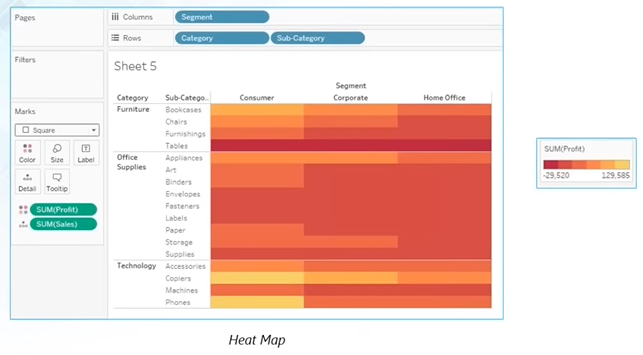 Pages
Columns
Segment
Rows
Category
Sub-Category
Filters
Sheet 5
Segment
Category
Sub-Catego..
Consumer
Corporate
Home Office
Furniture
Bookcases
Chairs
Furnishings
Tables
Office
Supplies
Appliances
Art
Binders
Envelopes
Fasteners
Labels
Paper
Storage
Supplies
Technology
Accessories
Copiers
Machines
Phones
Marks
Square
Color
Size
Label
Detail
Tooltip
SUM(Profit)
SUM(Sales)
SUM(Profit)
-29,520
129,585
Heat Map